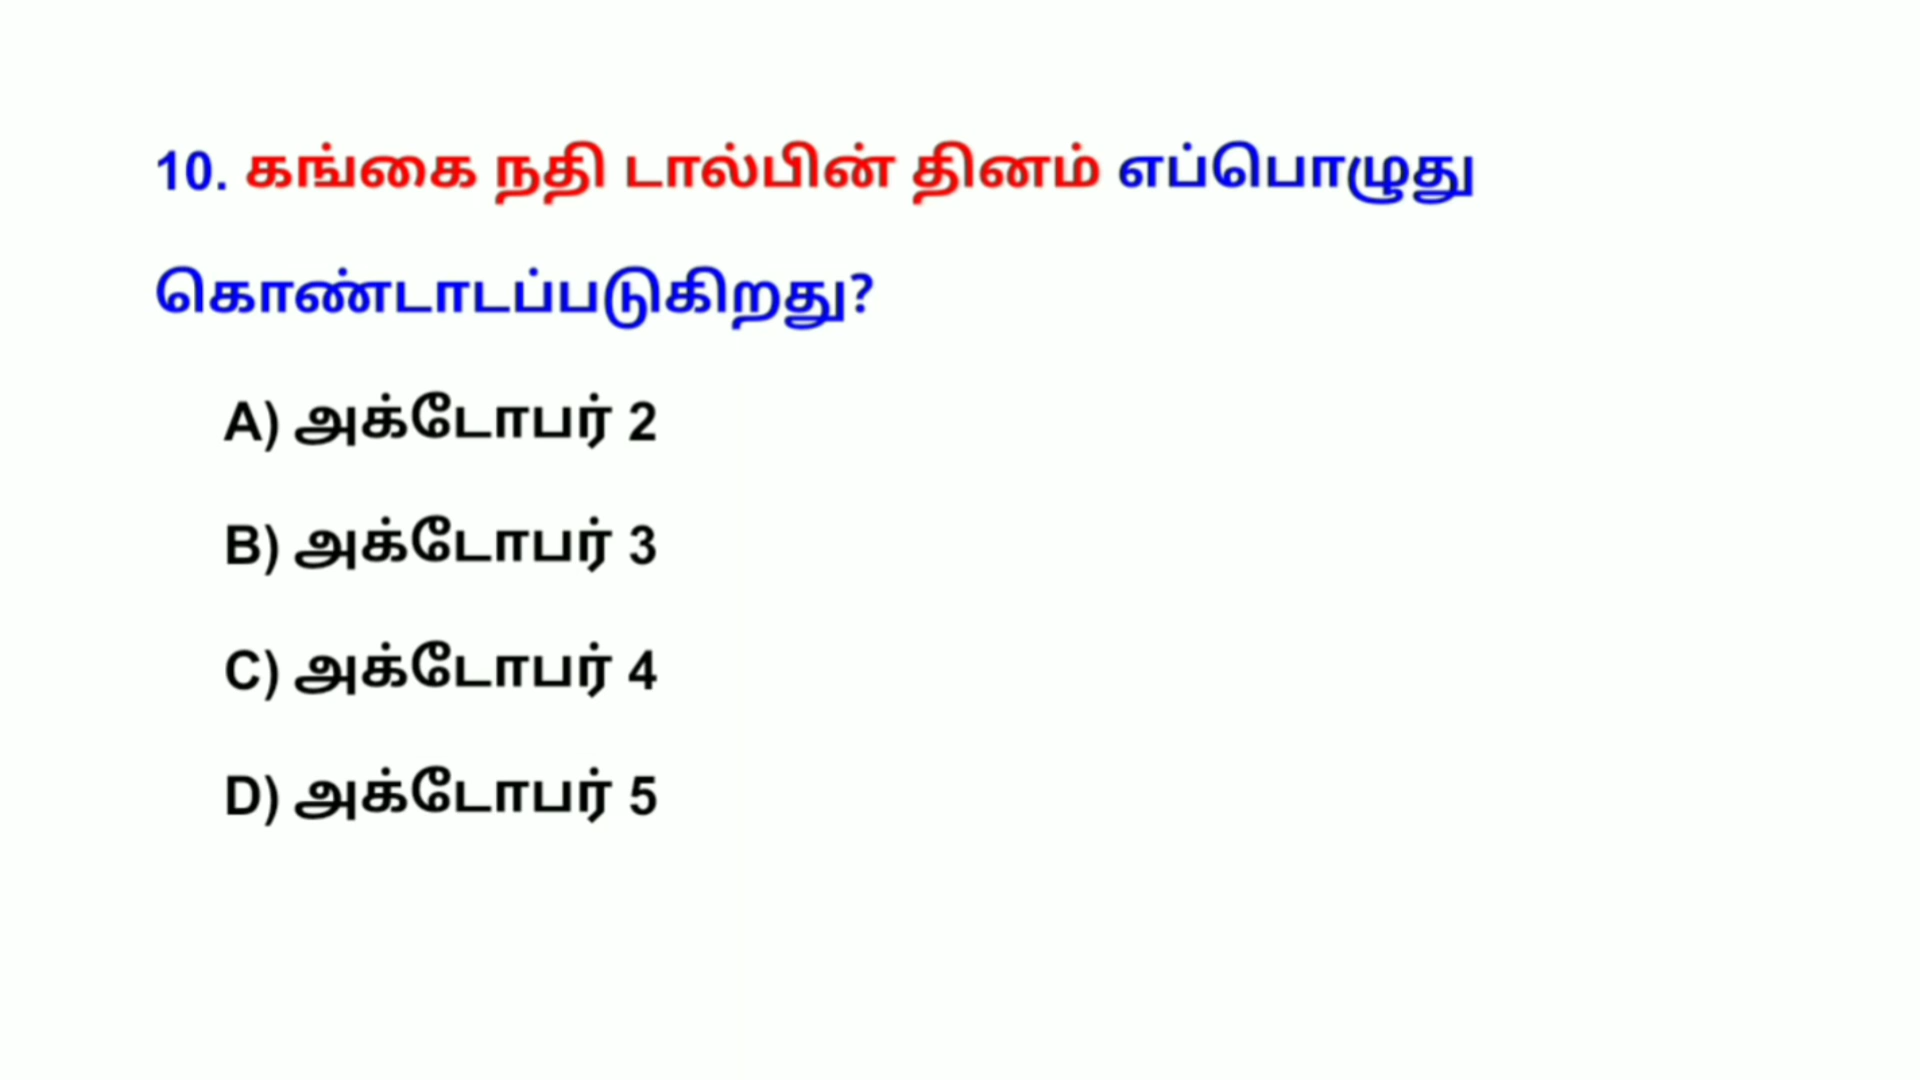 10. கங்கை நதி டால்பின் தினம் எப்பொழுது
கொண்டாடப்படுகிறது?
A) அக்டோபர் 2
B) அக்டோபர் 3
C) அக்டோபர் 4
D) அக்டோபர் 5